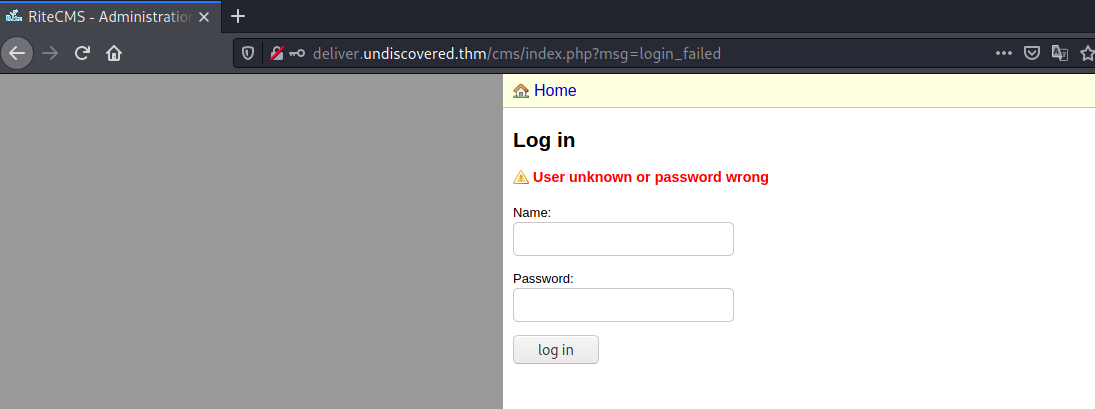 RiteCMS - Administration
deliver.undiscovered.thm/cms/index.php?msg=login_failed
Home
Log in
User unknown or password wrong
Name:
Password:
log in